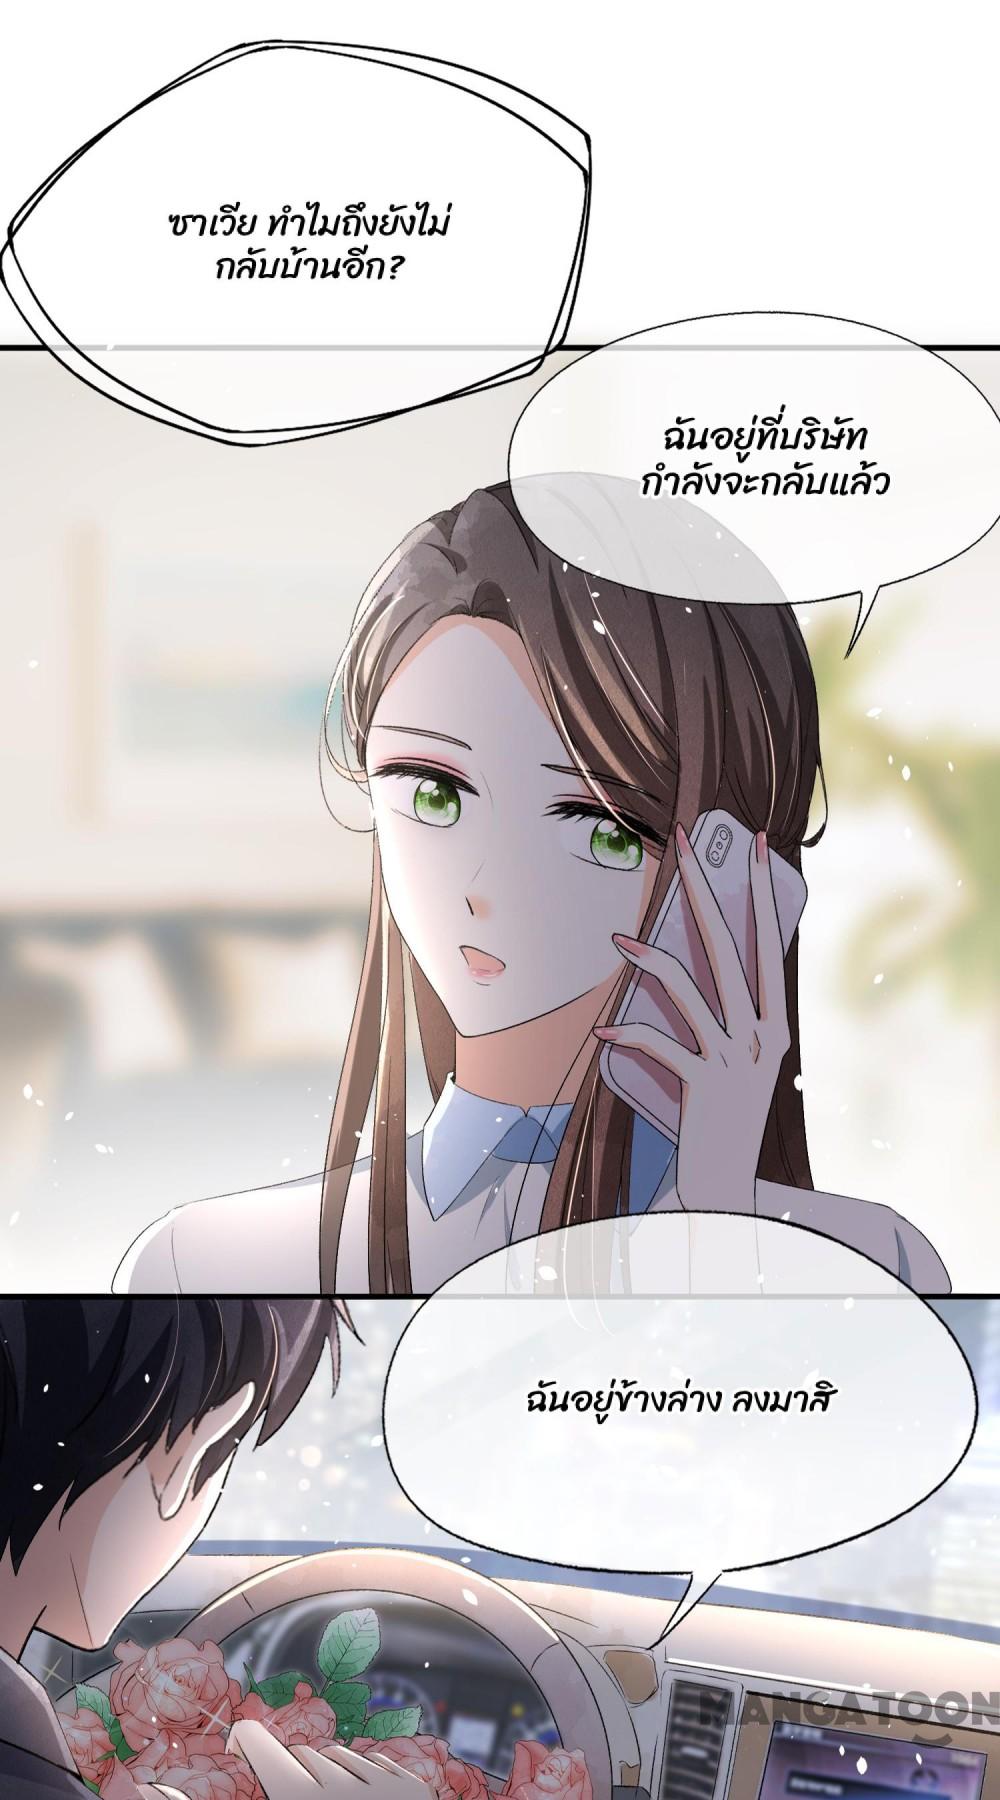 ซาเวีย ทำไมถึงยังไม่
กลับบ้านอีก?
ฉันอยู่ที่บริษัท
กำลังจะกลับแล้ว
ฉันอยู่ข้างล่าง ลงมาสิ
MANGATOON